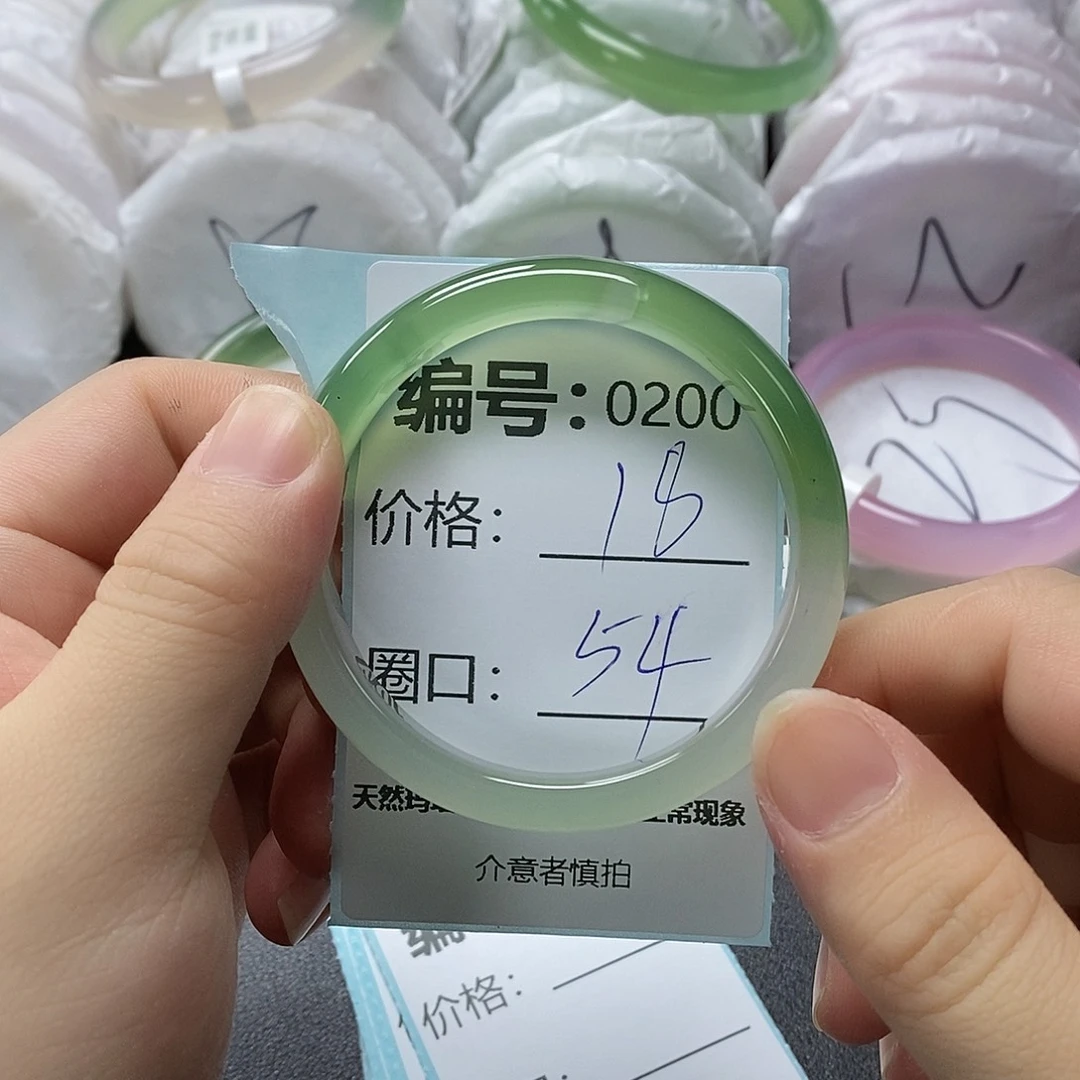 编号：0200
价格：18
圈口：54
天然玛 常现象
介意者慎拍
编
价格：